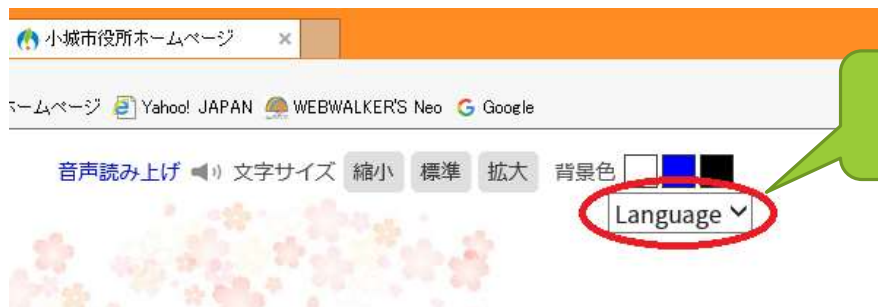 小城市役所ホームページ ×
ホームページ Yahoo! JAPAN WEBWALKER'S Neo Google
音声読み上げ 文字サイズ 縮小 標準 拡大 背景色
Language